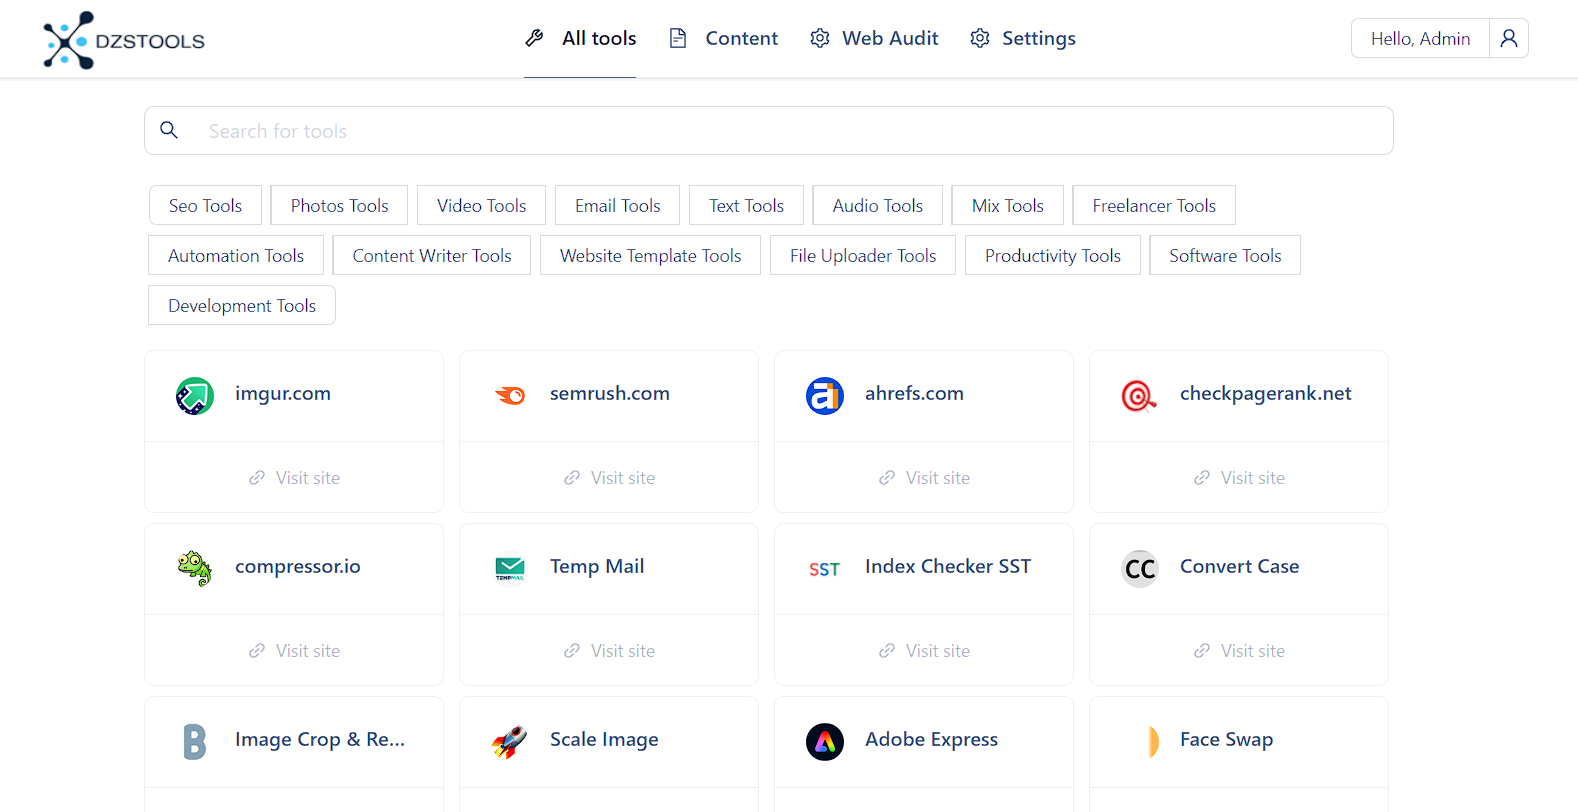 DZSTOOLS
All tools
Content
Web Audit
Settings
Hello, Admin
Search for tools
Seo Tools
Photos Tools
Video Tools
Email Tools
Text Tools
Audio Tools
Mix Tools
Freelancer Tools
Automation Tools
Content Writer Tools
Website Template Tools
File Uploader Tools
Productivity Tools
Software Tools
Development Tools
imgur.com
semrush.com
ahrefs.com
checkpagerank.net
Visit site
Visit site
Visit site
Visit site
compressor.io
TEMPMAIL
Temp Mail
SST
Index Checker SST
CC
Convert Case
Visit site
Visit site
Visit site
Visit site
B
Image Crop & Re...
Scale Image
Adobe Express
Face Swap